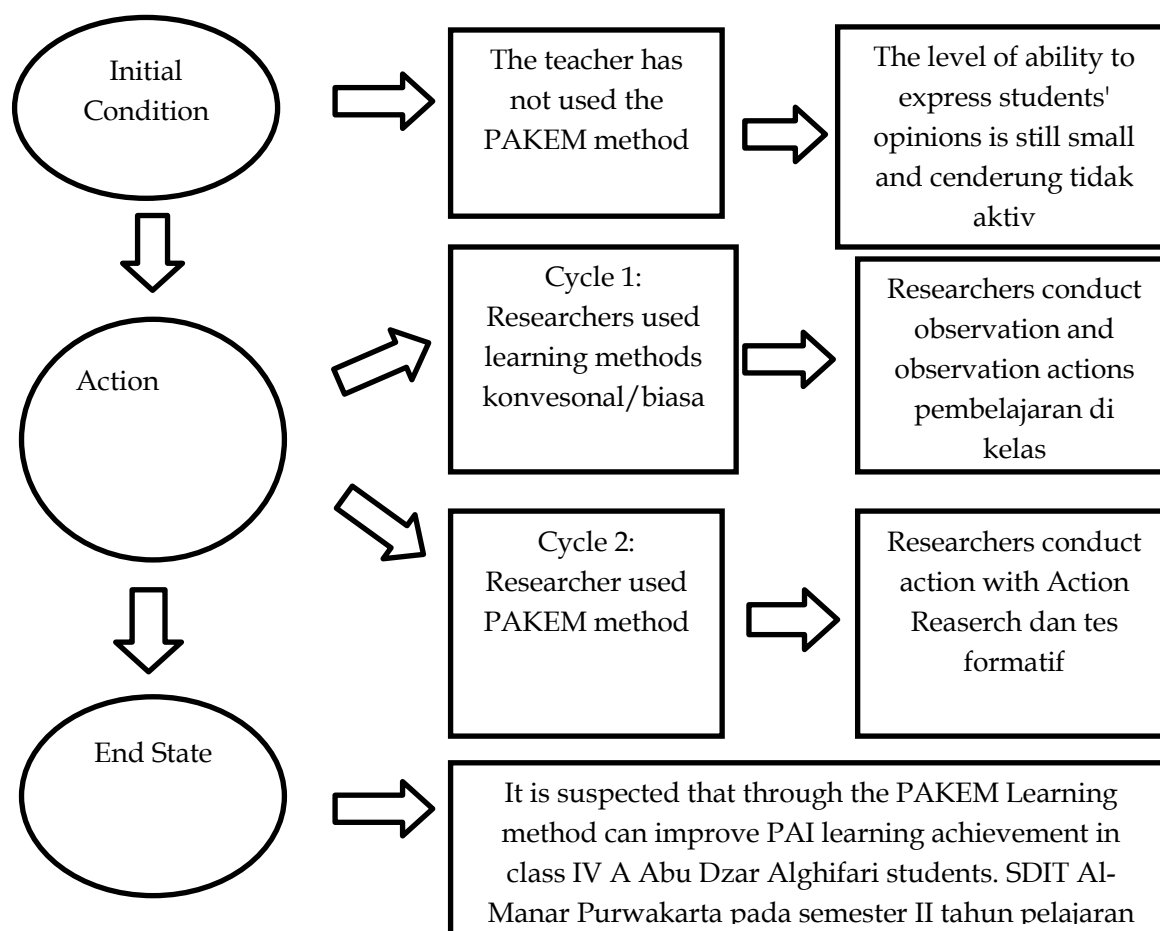 Initial
Condition
The teacher has
not used the
PAKEM method
The level of ability to
express students'
opinions is still small
and cenderung tidak
aktiv
Action
Cycle 1:
Researchers used
learning methods
konvesonal/biasa
Researchers conduct
observation and
observation actions
pembelajaran di
kelas
Cycle 2:
Researcher used
PAKEM method
Researchers conduct
action with Action
Reaserch dan tes
formatif
End State
It is suspected that through the PAKEM Learning
method can improve PAI learning achievement in
class IV A Abu Dzar Alghifari students. SDIT Al-
Manar Purwakarta pada semester II tahun pelajaran